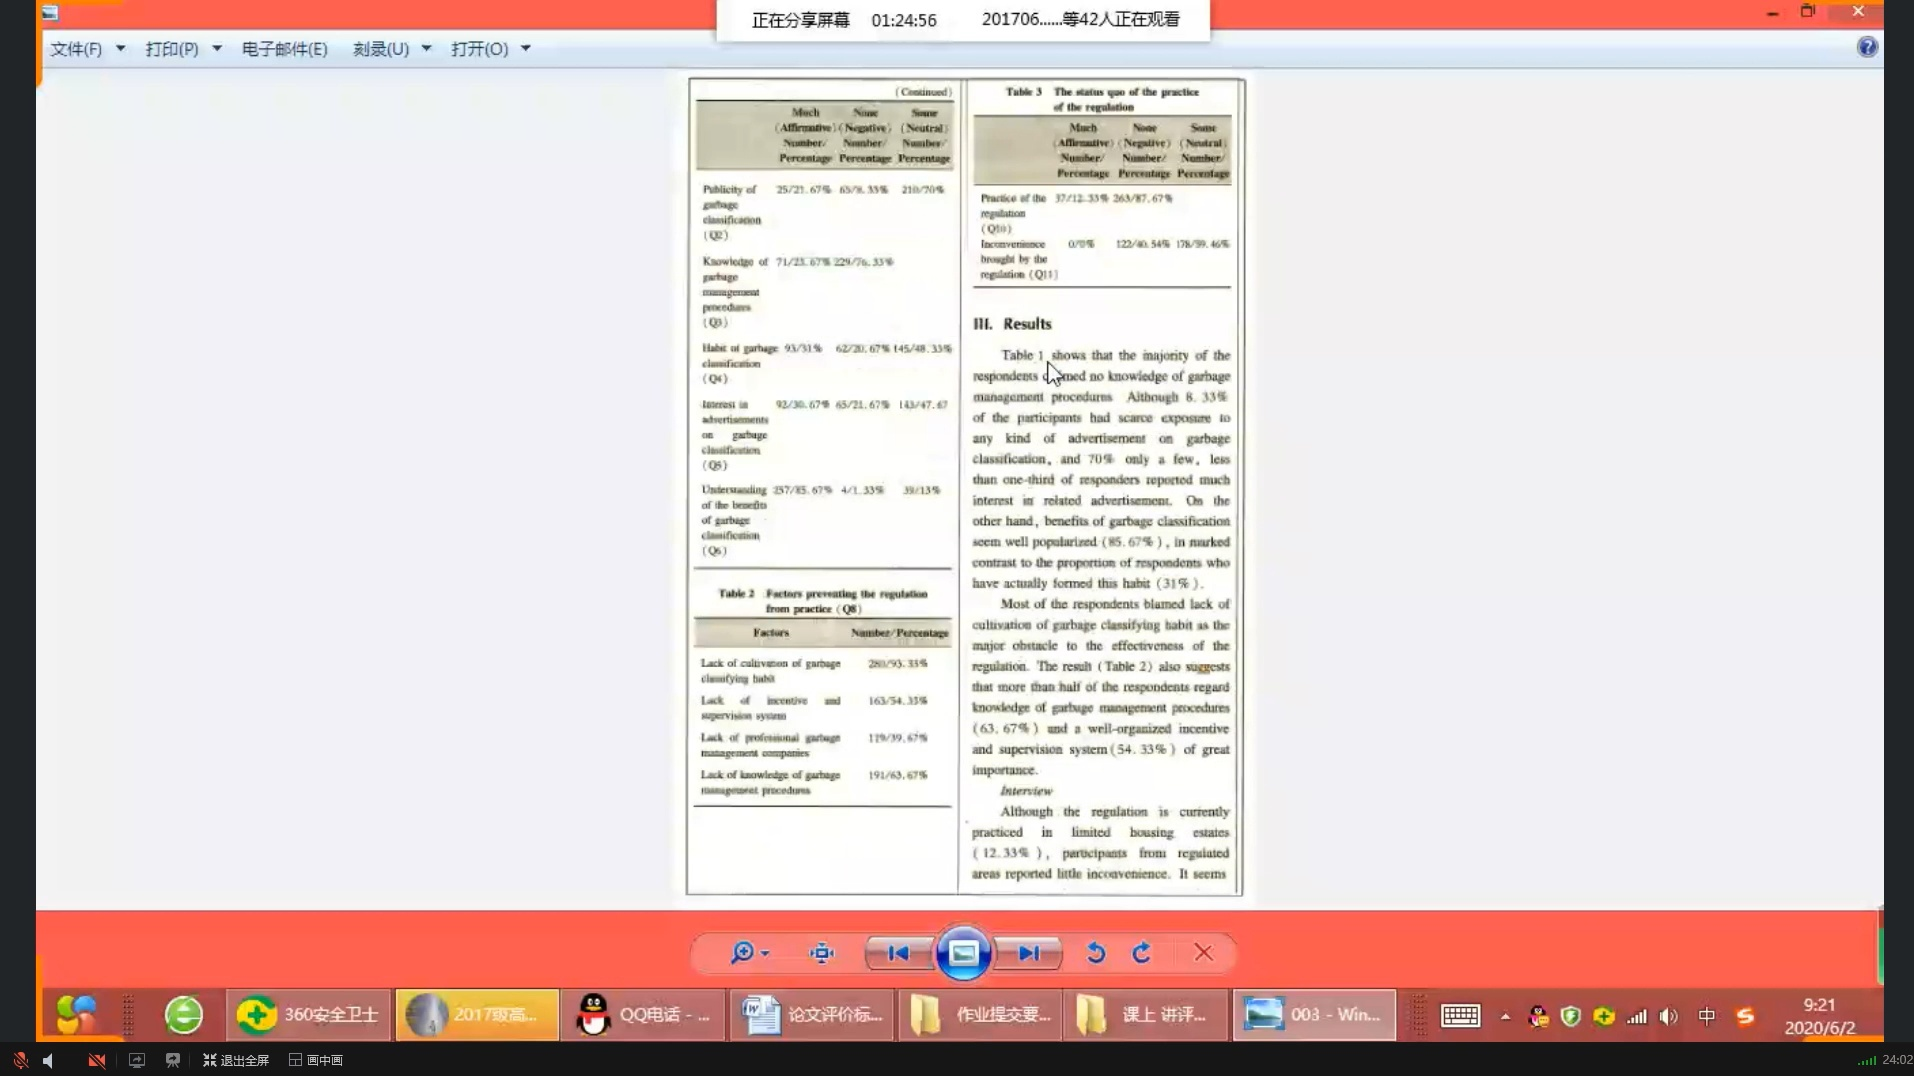 正在分享屏幕 01:24:56 201706......等42人正在观看
文件(F) 打印(P) 电子邮件(E) 刻录(U) 打开(O)
(Continued)
Much None Some
(Affirmative) (Negative) (Neutral)
Number/ Number/ Number/
Percentage Percentage Percentage
Publicity of 25/21.67% 65/8.33% 210/70%
garbage
classification
(Q2)
Knowledge of 71/23.67% 229/76.33%
garbage
management
procedures
(Q3)
Habit of garbage 93/31% 62/20.67% 145/48.33%
classification
(Q4)
Interest in 92/30.67% 65/21.67% 143/47.67
advertisements
on garbage
classification
(Q5)
Understanding 257/85.67% 4/1.33% 39/13%
of the benefits
of garbage
classification
(Q6)
Table 2 Factors preventing the regulation
from practice (Q8)
Factors Number/Percentage
Lack of cultivation of garbage 280/93.33%
classifying habit
Lack of incentive and 163/54.33%
supervision system
Lack of professional garbage 119/39.67%
management companies
Lack of knowledge of garbage 191/63.67%
management procedures
Table 3 The status quo of the practice
of the regulation
Much None Some
(Affirmative) (Negative) (Neutral)
Number/ Number/ Number/
Percentage Percentage Percentage
Practice of the 37/12.33% 263/87.67%
regulation
(Q10)
Inconvenience 0/0% 122/40.54% 178/59.46%
brought by the
regulation (Q11)
III. Results
Table 1 shows that the majority of the
respondents no knowledge of garbage
management procedures Although 8.33%
of the participants had scarce exposure to
any kind of advertisement on garbage
classification, and 70% only a few, less
than one-third of responders reported much
interest in related advertisement. On the
other hand, benefits of garbage classification
seem well popularized (85.67%), in marked
contrast to the proportion of respondents who
have actually formed this habit (31%).
Most of the respondents blamed lack of
cultivation of garbage classifying habit as the
major obstacle to the effectiveness of the
regulation. The result (Table 2) also suggests
that more than half of the respondents regard
knowledge of garbage management procedures
(63.67%) and a well-organized incentive
and supervision system (54.33%) of great
importance.
Interview
Although the regulation is currently
practiced in limited housing estates
(12.33%), participants from regulated
areas reported little inconvenience. It seems
360安全卫士 2017级高... QQ电话 - ... 论文评价标... 作业提交要... 课上 讲评... 003 - Win... 中 9:21
2020/6/2
退出全屏 画中画 24:02